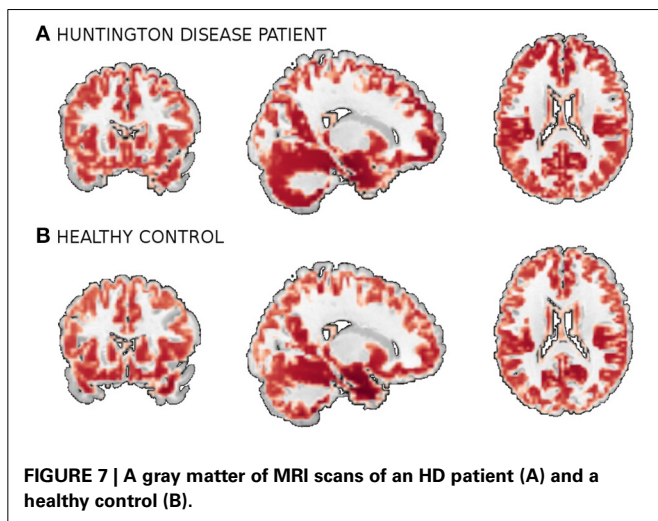 A HUNTINGTON DISEASE PATIENT
B HEALTHY CONTROL
FIGURE 7 | A gray matter of MRI scans of an HD patient (A) and a
healthy control (B).